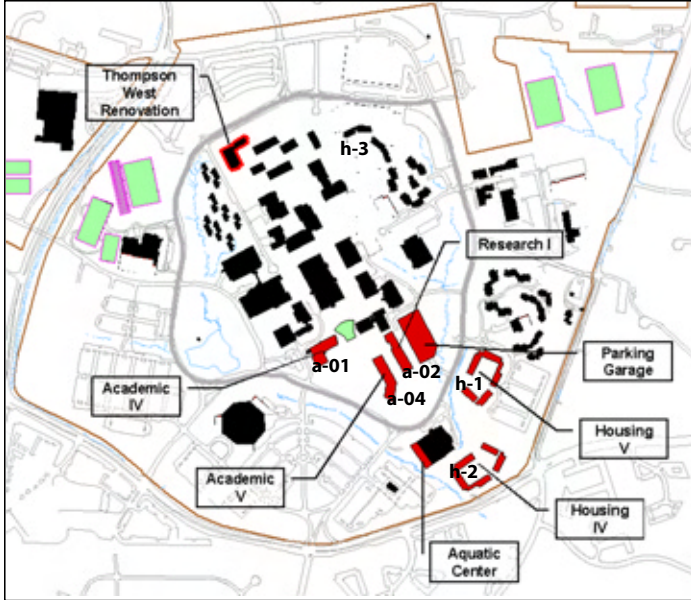 Thompson
West
Renovation
h-3
Research I
a-01
a-02
a-04
h-1
Parking
Garage
Academic
IV
Housing
V
h-2
Academic
V
Housing
IV
Aquatic
Center